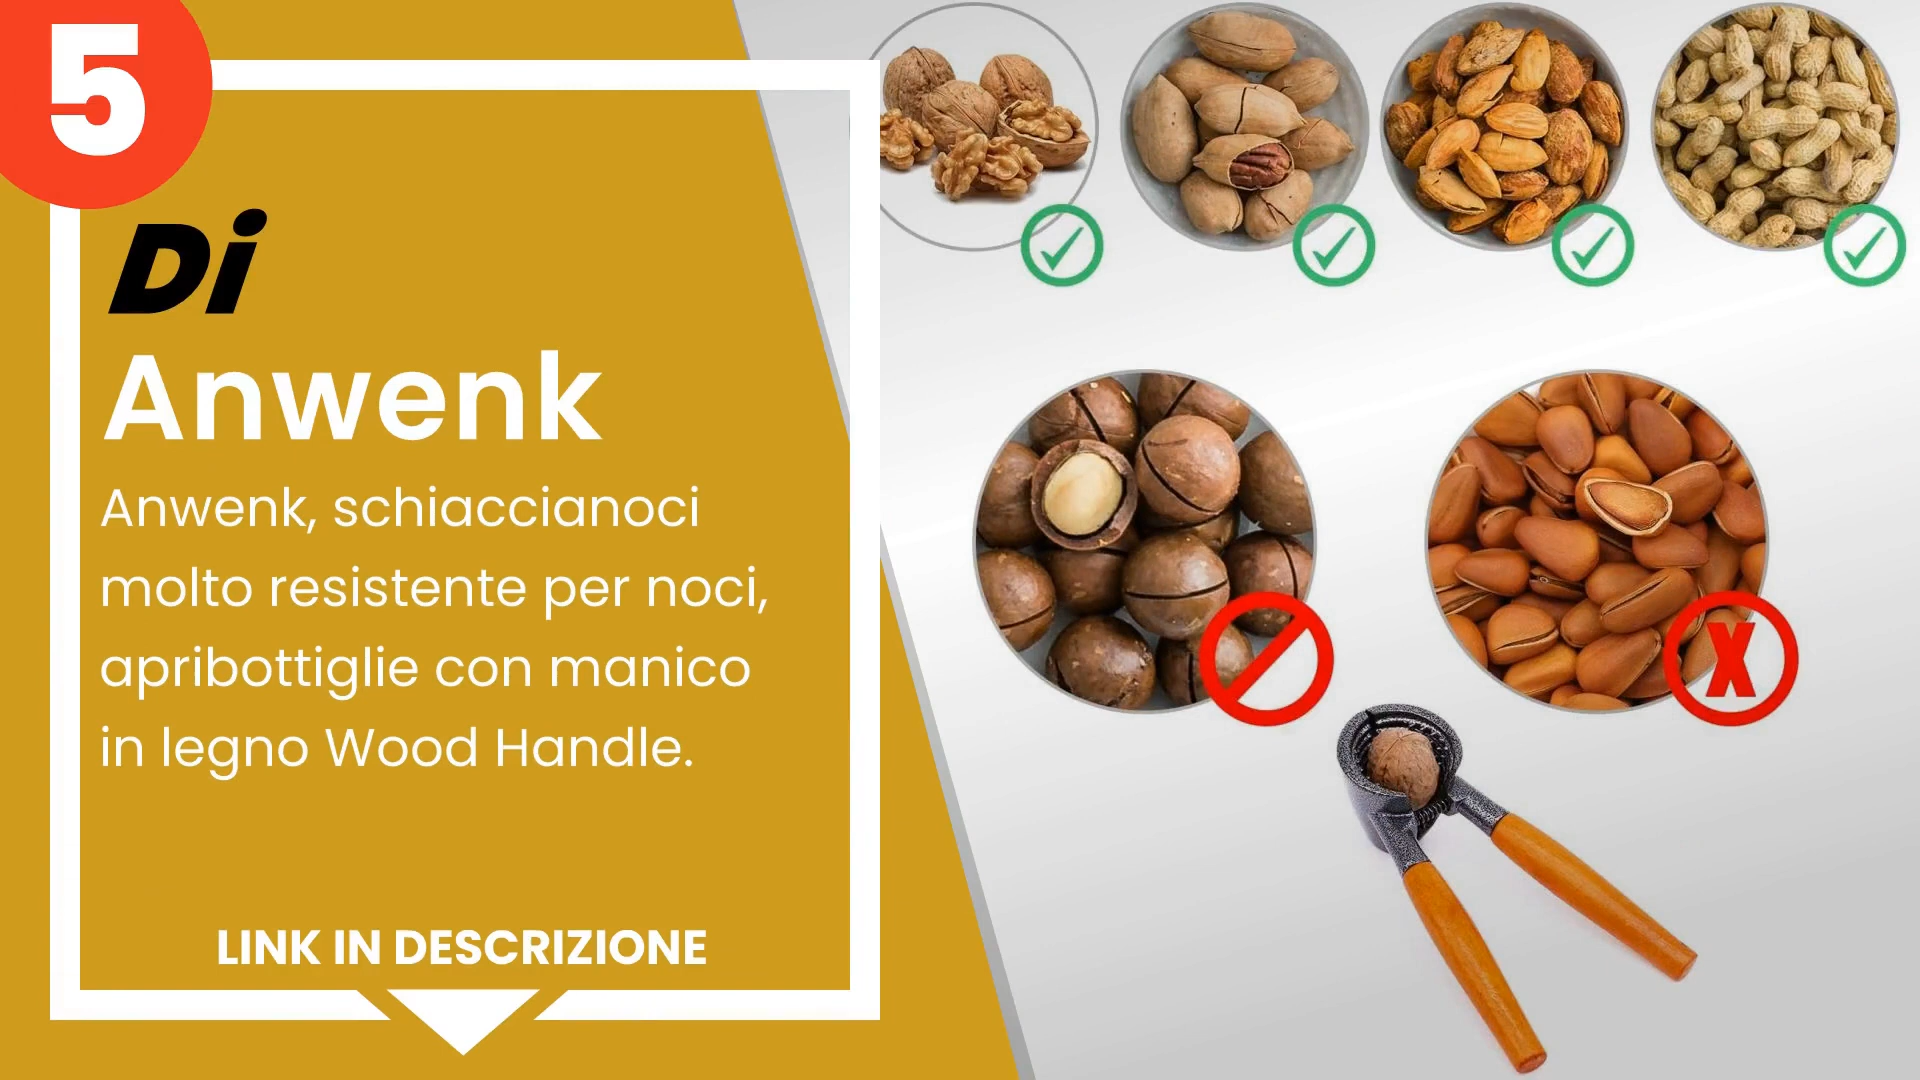 5
Di
Anwenk
Anwenk, schiaccianoci
molto resistente per noci,
apribottiglie con manico
in legno Wood Handle.
LINK IN DESCRIZIONE
X